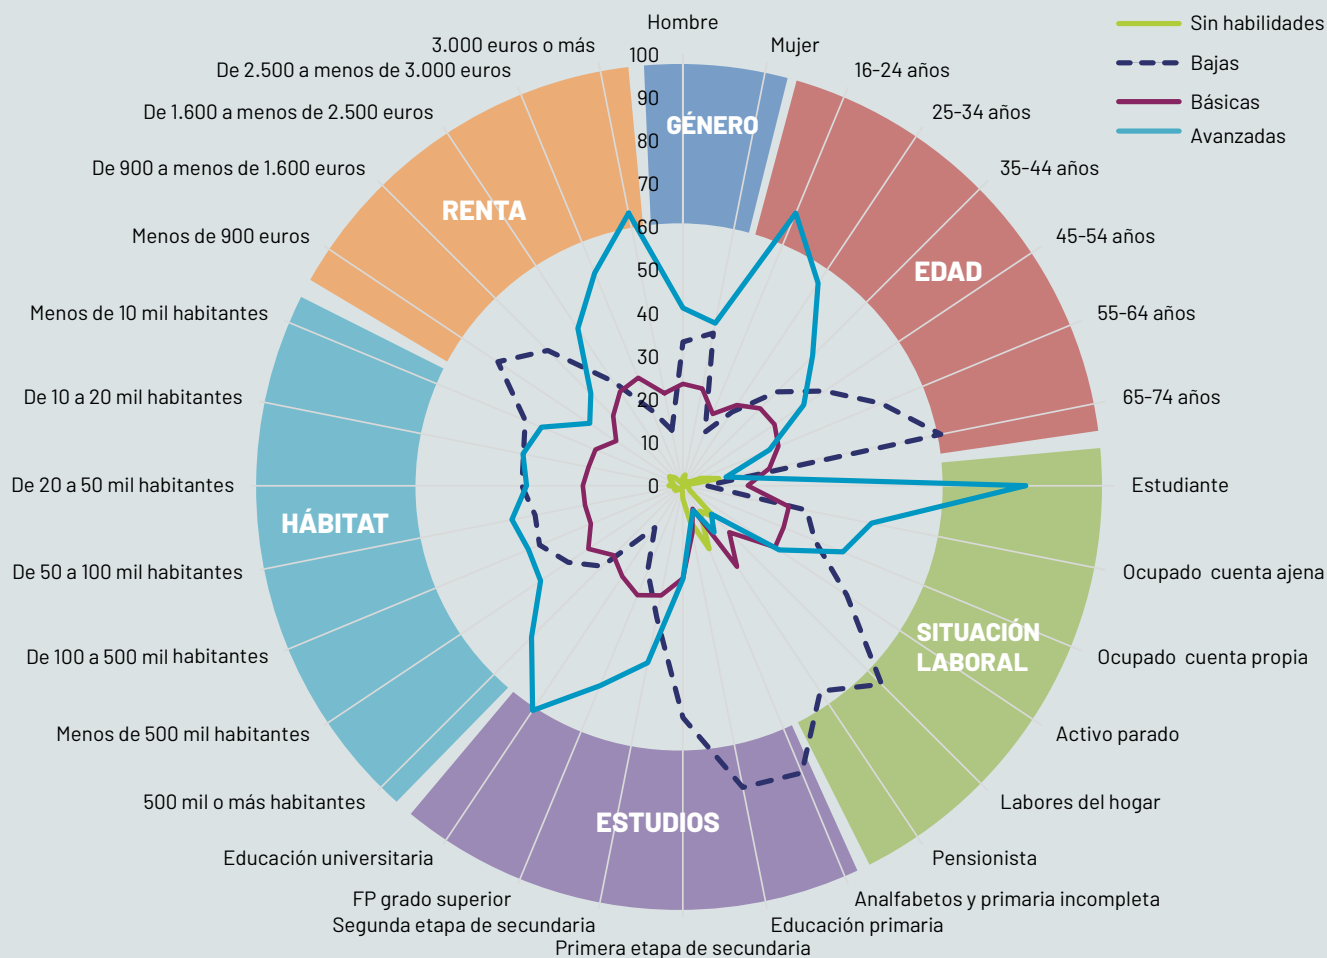 Hombre
Mujer
16-24 años
25-34 años
35-44 años
45-54 años
55-64 años
65-74 años
Estudiante
Ocupado cuenta ajena
Ocupado cuenta propia
Activo parado
Labores del hogar
Pensionista
Analfabetos y primaria incompleta
Educación primaria
Primera etapa de secundaria
Segunda etapa de secundaria
FP grado superior
Educación universitaria
500 mil o más habitantes
Menos de 500 mil habitantes
De 100 a 500 mil habitantes
De 50 a 100 mil habitantes
De 20 a 50 mil habitantes
De 10 a 20 mil habitantes
Menos de 10 mil habitantes
Menos de 900 euros
De 900 a menos de 1.600 euros
De 1.600 a menos de 2.500 euros
De 2.500 a menos de 3.000 euros
3.000 euros o más
100
90
80
70
60
50
40
30
20
10
0
GÉNERO
EDAD
SITUACIÓN
LABORAL
ESTUDIOS
HÁBITAT
RENTA
Sin habilidades
Bajas
Básicas
Avanzadas